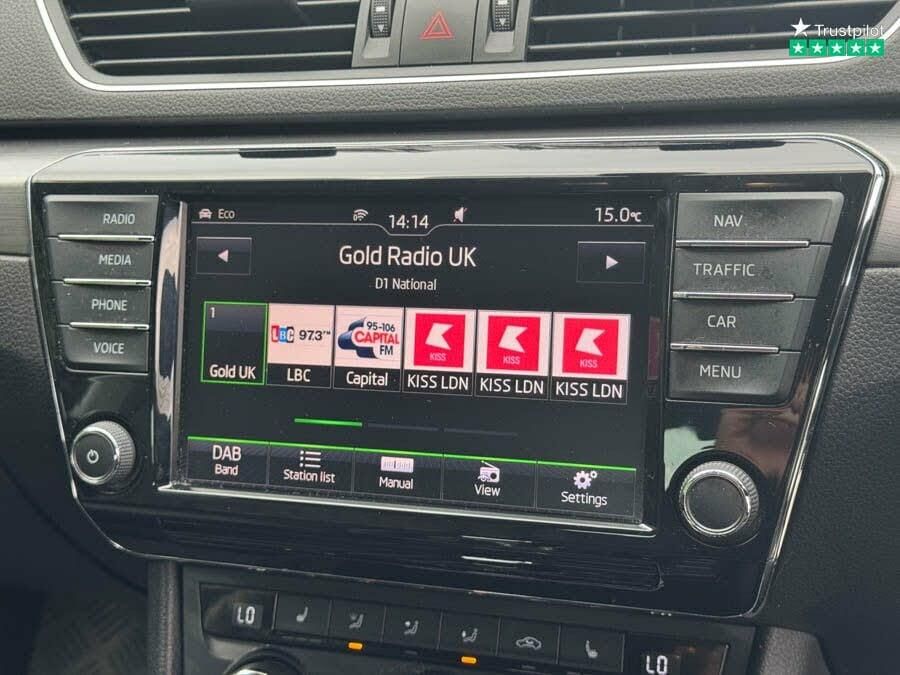 Trustpilot
RADIO
MEDIA
PHONE
VOICE
Eco
14:14
15.0°C
Gold Radio UK
D1 National
1
Gold UK
LBC 97.3 FM
LBC
95-106
CAPITAL
FM
Capital
KISS
KISS LDN
KISS
KISS LDN
KISS
KISS LDN
DAB
Band
Station list
Manual
View
Settings
NAV
TRAFFIC
CAR
MENU
LO
LO